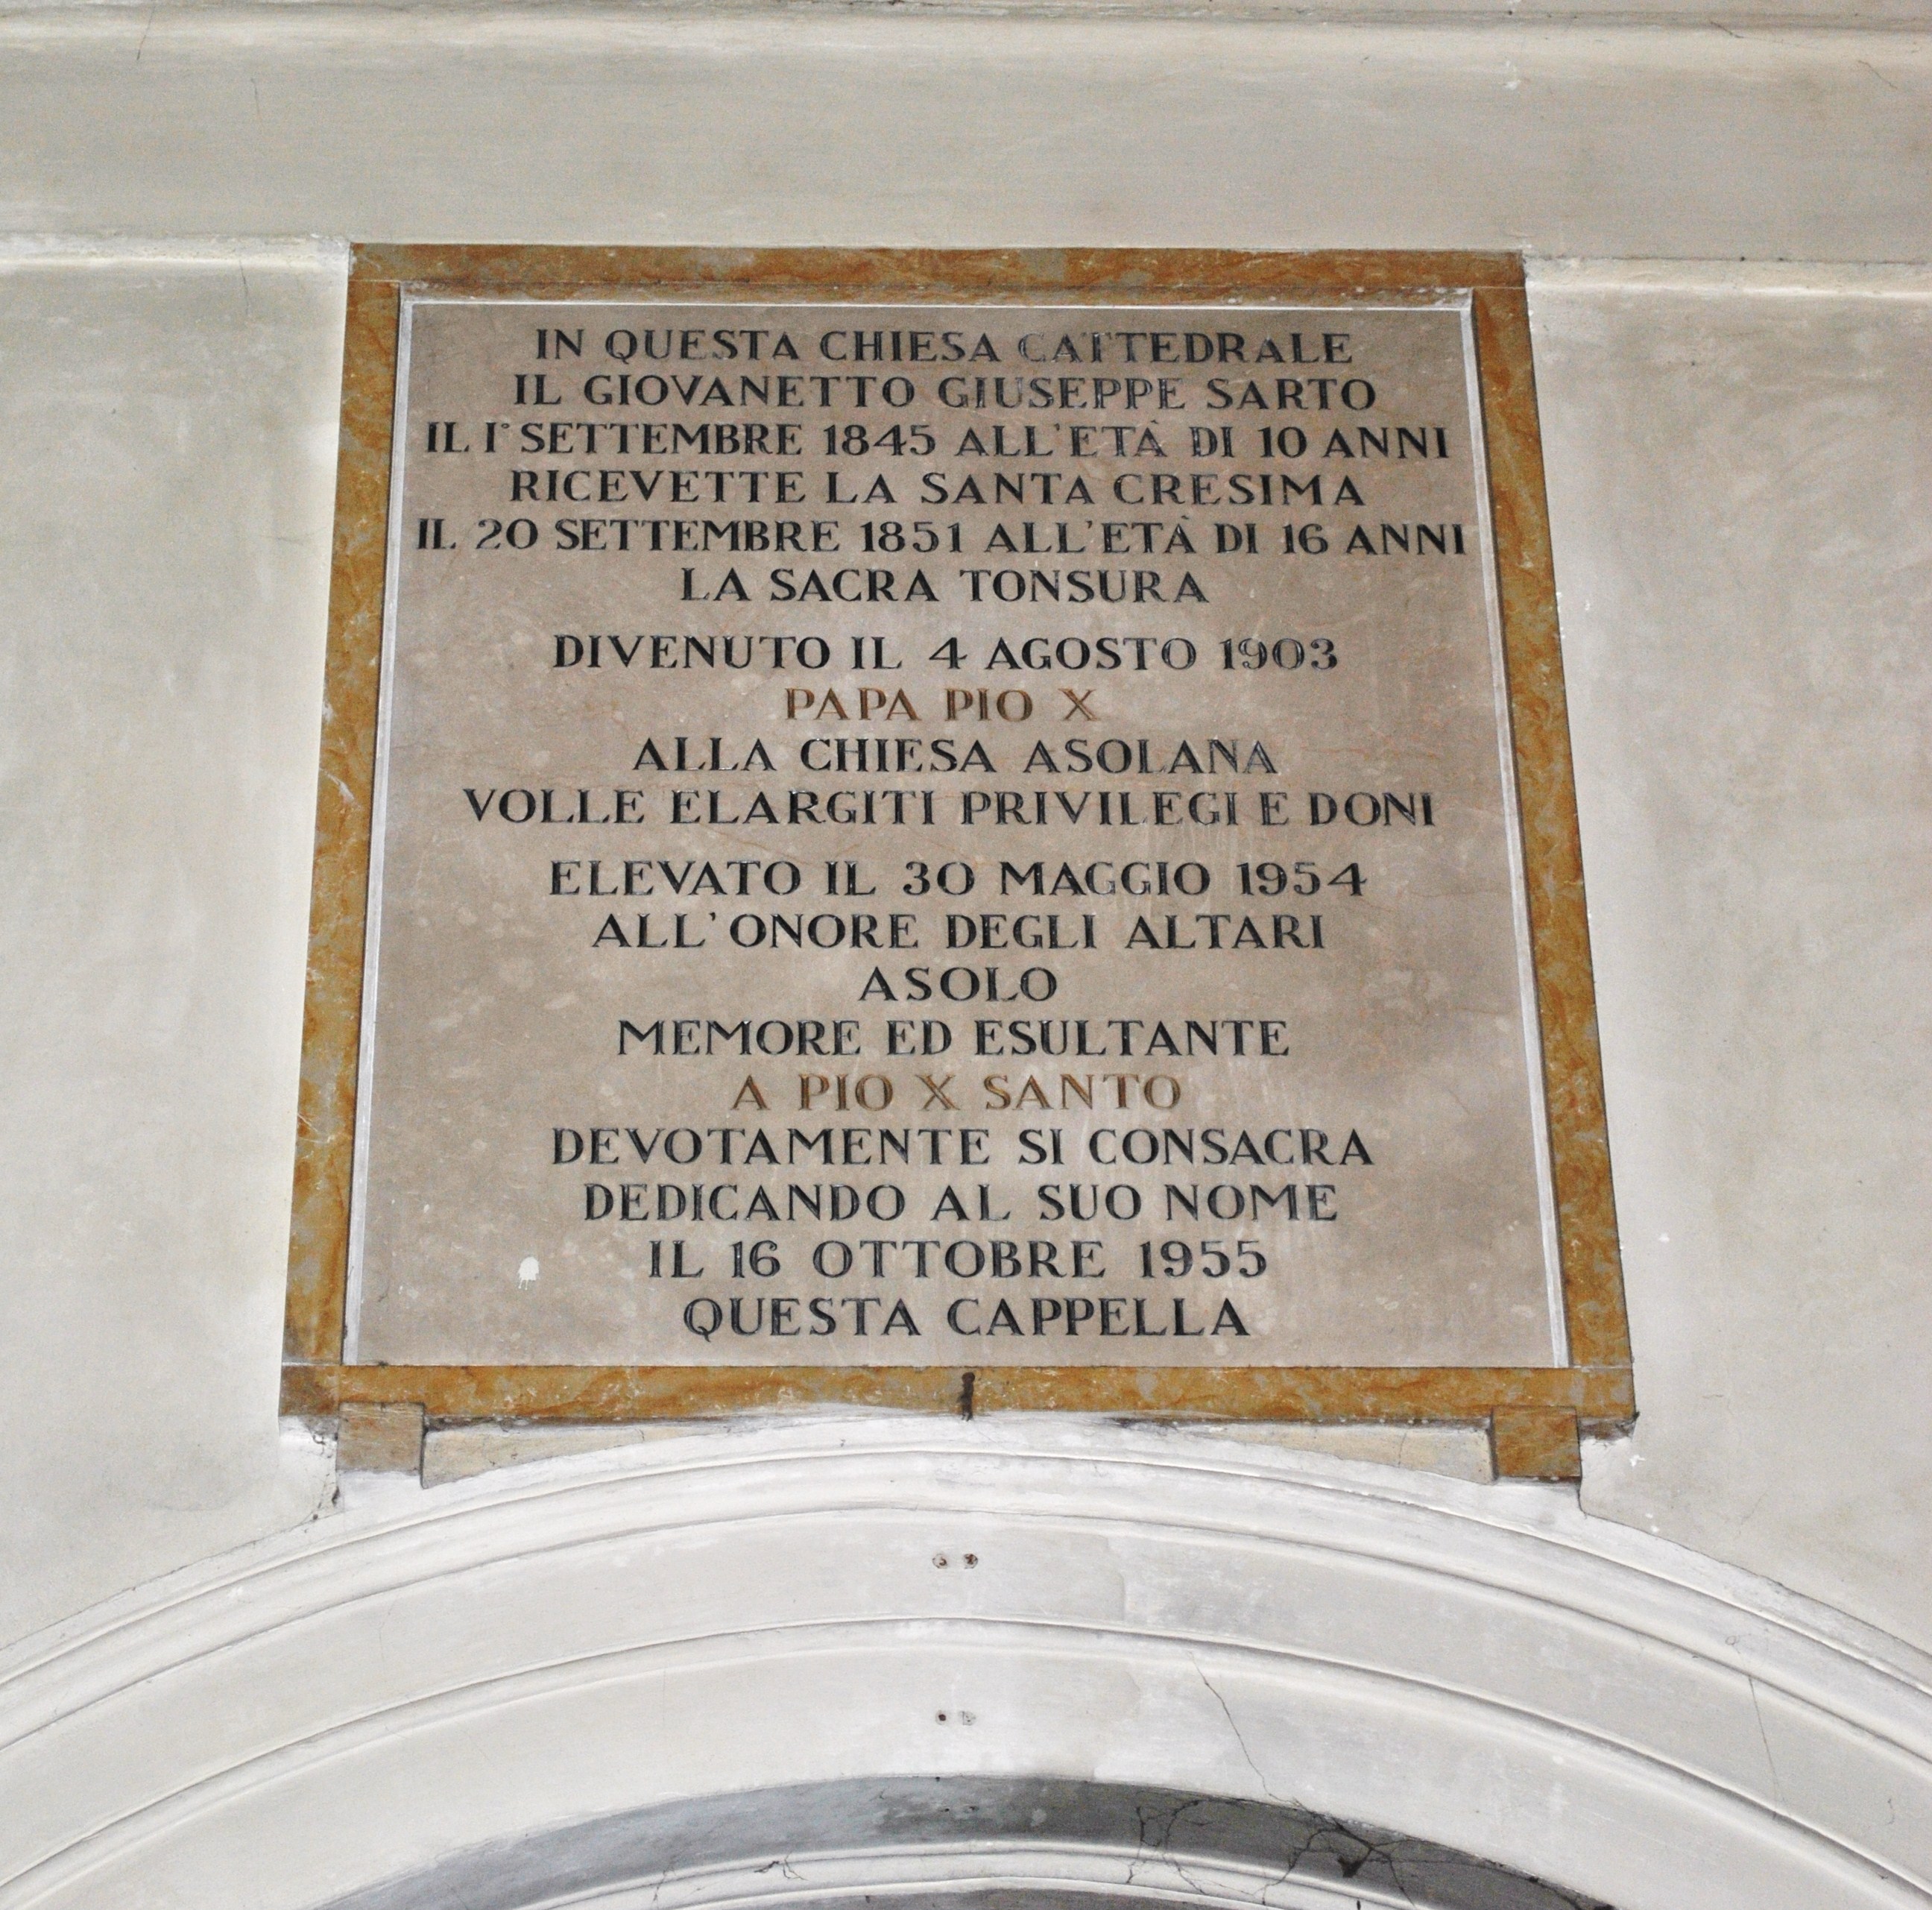 IN QUESTA CHIESA CATTEDRALE
IL GIOVANETTO GIUSEPPE SARTO
IL 1° SETTEMBRE 1845 ALL'ETÀ DI 10 ANNI
RICEVETTE LA SANTA CRESIMA
IL 20 SETTEMBRE 1851 ALL'ETÀ DI 16 ANNI
LA SACRA TONSURA
DIVENUTO IL 4 AGOSTO 1903
PAPA PIO X
ALLA CHIESA ASOLANA
VOLLE ELARGITI PRIVILEGI E DONI
ELEVATO IL 30 MAGGIO 1954
ALL'ONORE DEGLI ALTARI
ASOLO
MEMORE ED ESULTANTE
A PIO X SANTO
DEVOTAMENTE SI CONSACRA
DEDICANDO AL SUO NOME
IL 16 OTTOBRE 1955
QUESTA CAPPELLA